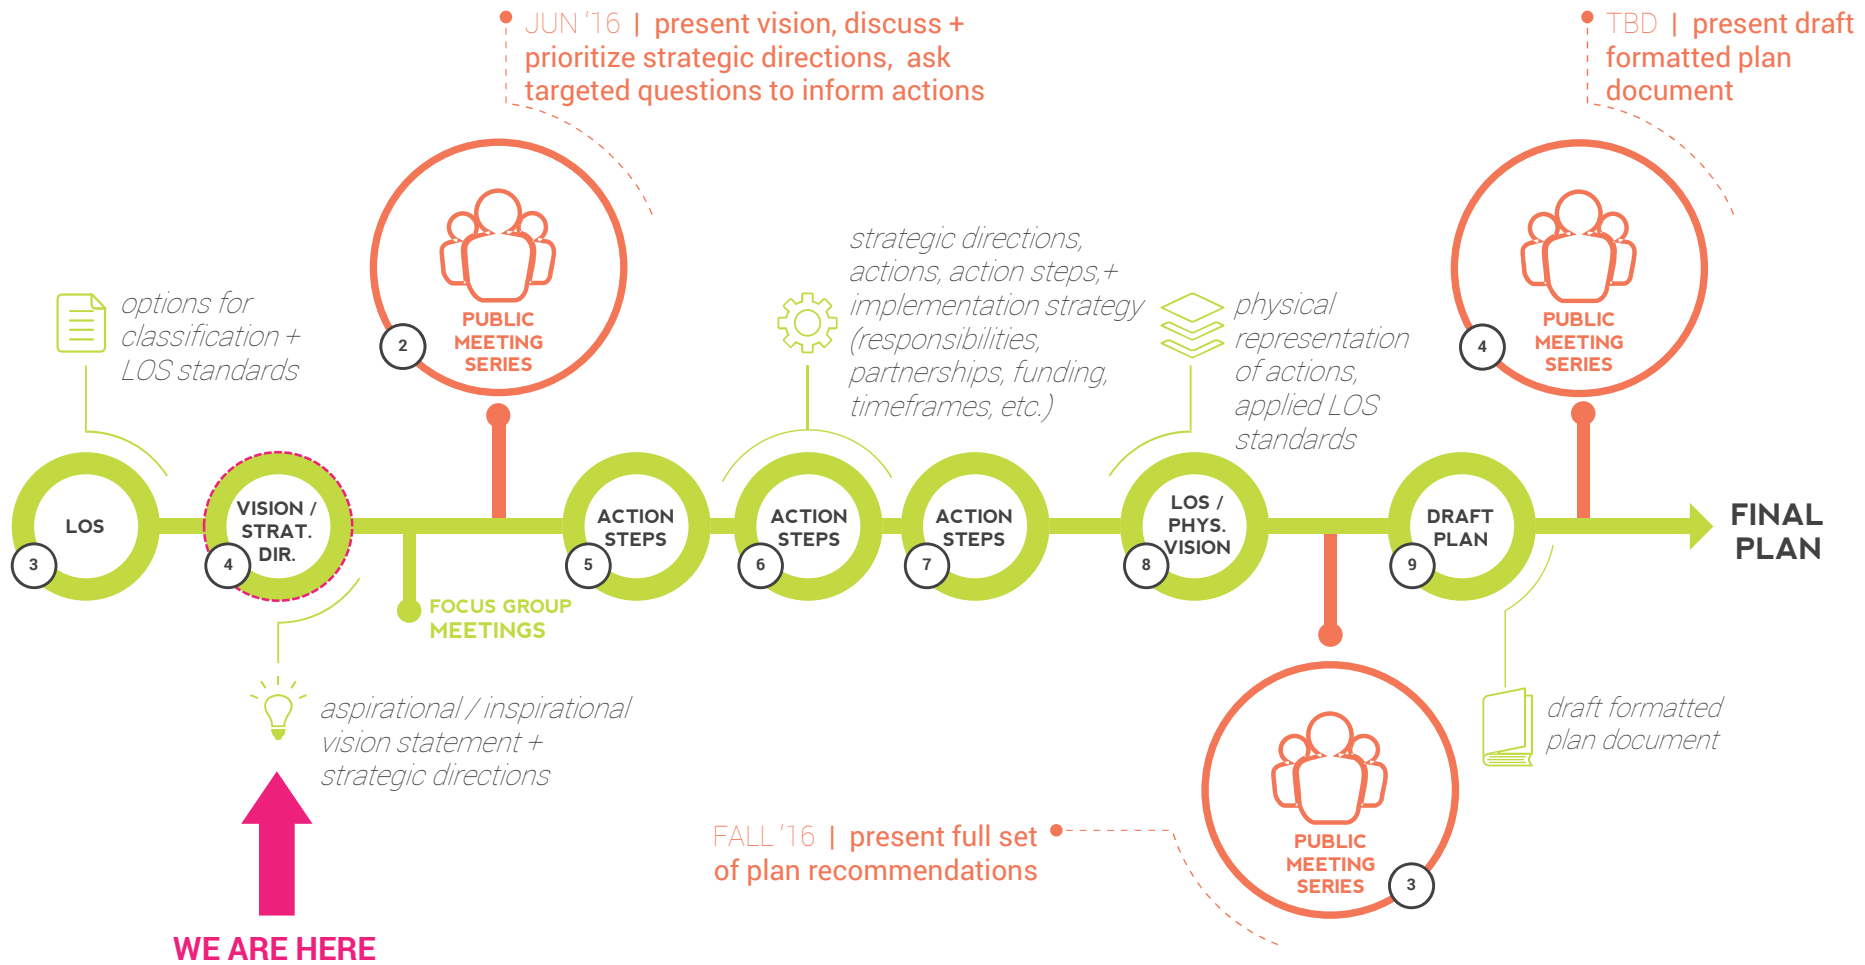 JUN '16 | present vision, discuss +
prioritize strategic directions, ask
targeted questions to inform actions
TBD | present draft
formatted plan
document
PUBLIC
MEETING
SERIES
2
PUBLIC
MEETING
SERIES
4
options for
classification +
LOS standards
strategic directions,
actions, action steps,+
implementation strategy
(responsibilities,
partnerships, funding,
timeframes, etc.)
physical
representation
of actions,
applied LOS
standards
LOS
3
VISION /
STRAT.
DIR.
4
ACTION
STEPS
5
ACTION
STEPS
6
ACTION
STEPS
7
LOS /
PHYS.
VISION
8
DRAFT
PLAN
9
FINAL
PLAN
FOCUS GROUP
MEETINGS
aspirational / inspirational
vision statement +
strategic directions
draft formatted
plan document
FALL '16 | present full set
of plan recommendations
PUBLIC
MEETING
SERIES
3
WE ARE HERE